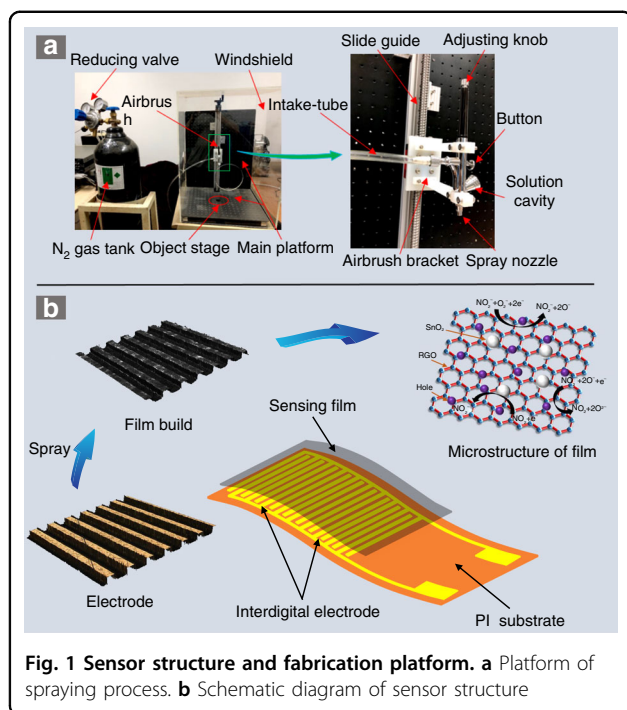 a
Reducing valve
Windshield
Airbrus
h
N₂ gas tank
Object stage
Main platform
Slide guide
Adjusting knob
Intake-tube
Button
Solution
cavity
Airbrush bracket
Spray nozzle
b
Film build
Spray
Electrode
Sensing film
Interdigital electrode
PI substrate
SnO₂
RGO
Hole
Microstructure of film
Fig. 1 Sensor structure and fabrication platform. a Platform of
spraying process. b Schematic diagram of sensor structure